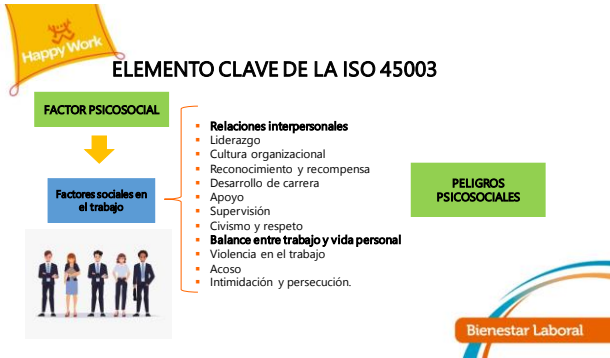 Happy Work
ELEMENTO CLAVE DE LA ISO 45003
FACTOR PSICOSOCIAL
Factores sociales en
el trabajo
Relaciones interpersonales
Liderazgo
Cultura organizacional
Reconocimiento y recompensa
Desarrollo de carrera
Apoyo
Supervisión
Civismo y respeto
Balance entre trabajo y vida personal
Violencia en el trabajo
Acoso
Intimidación y persecución.
PELIGROS
PSICOSOCIALES
Bienestar Laboral